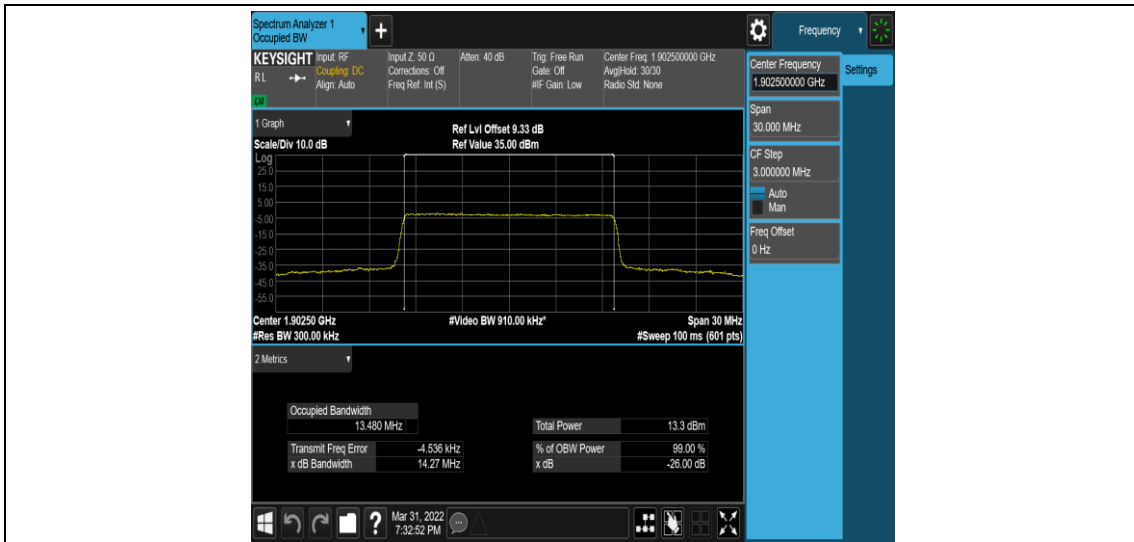 Spectrum Analyzer 1
Occupied BW
+
Frequency
KEYSIGHT
RL
LXI
Input: RF
Coupling: DC
Align: Auto
Input Z: 50 Ω
Corrections: Off
Freq Ref: Int (S)
Atten: 40 dB
Trig: Free Run
Gate: Off
#IF Gain: Low
Center Freq: 1.902500000 GHz
Avg|Hold: 30/30
Radio Std: None
Center Frequency
1.902500000 GHz
Settings
Span
30.000 MHz
CF Step
3.000000 MHz
Auto
Man
Freq Offset
0 Hz
1 Graph
Scale/Div 10.0 dB
Ref Lvl Offset 9.33 dB
Ref Value 35.00 dBm
Log
25.0
15.0
5.00
-5.00
-15.0
-25.0
-35.0
-45.0
-55.0
Center 1.90250 GHz
#Res BW 300.00 kHz
#Video BW 910.00 kHz*
Span 30 MHz
#Sweep 100 ms (601 pts)
2 Metrics
Occupied Bandwidth
13.480 MHz
Transmit Freq Error -4.536 kHz
x dB Bandwidth 14.27 MHz
Total Power 13.3 dBm
% of OBW Power 99.00 %
x dB -26.00 dB
?
Mar 31, 2022
7:32:52 PM